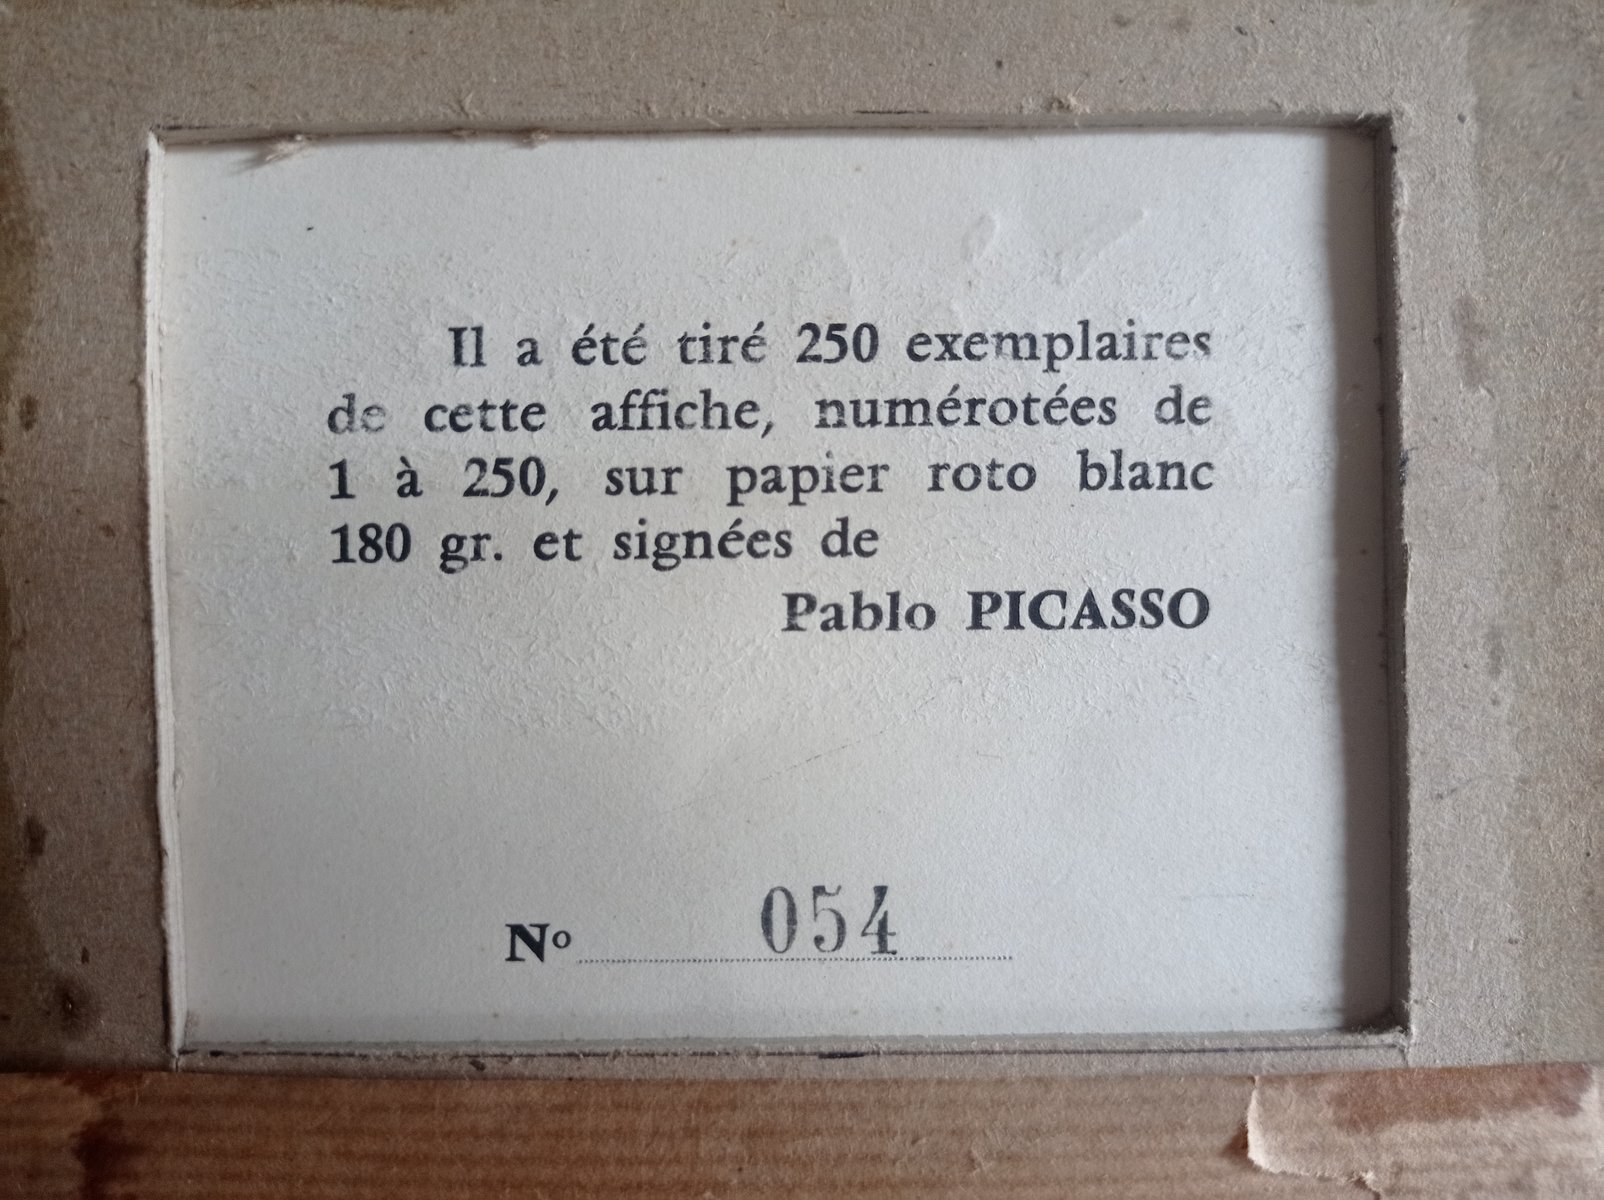 Il a été tiré 250 exemplaires
de cette affiche, numérotées de
1 à 250, sur papier roto blanc
180 gr. et signées de
Pablo PICASSO
Nº 054